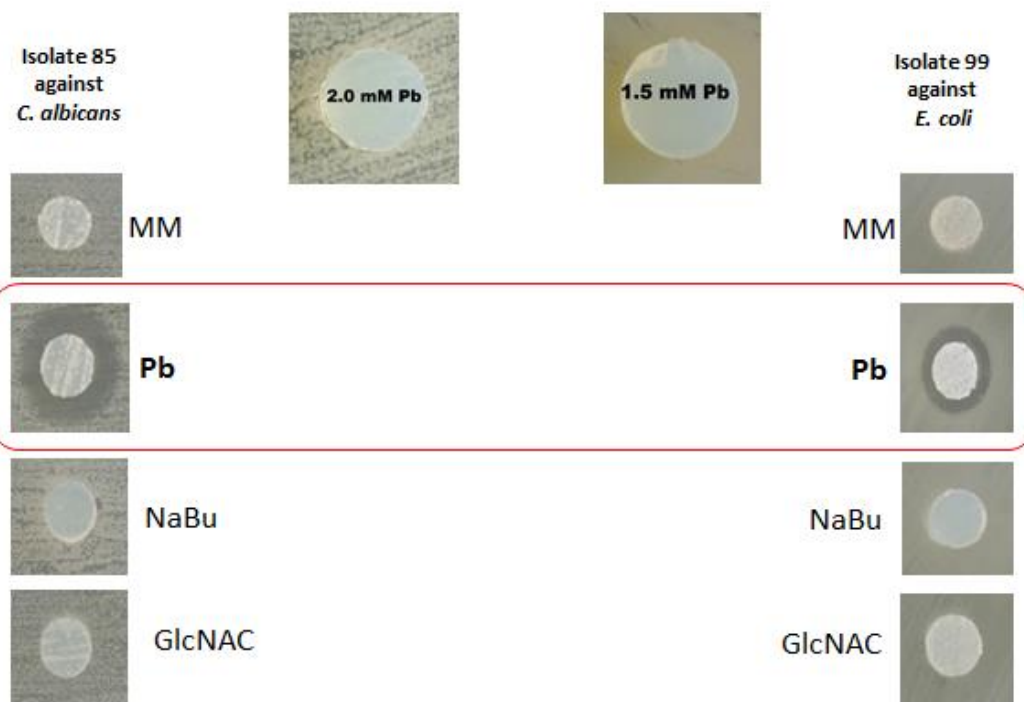 Isolate 85
against
C. albicans
2.0 mM Pb
1.5 mM Pb
Isolate 99
against
E. coli
MM
MM
Pb
Pb
NaBu
NaBu
GlcNAC
GlcNAC